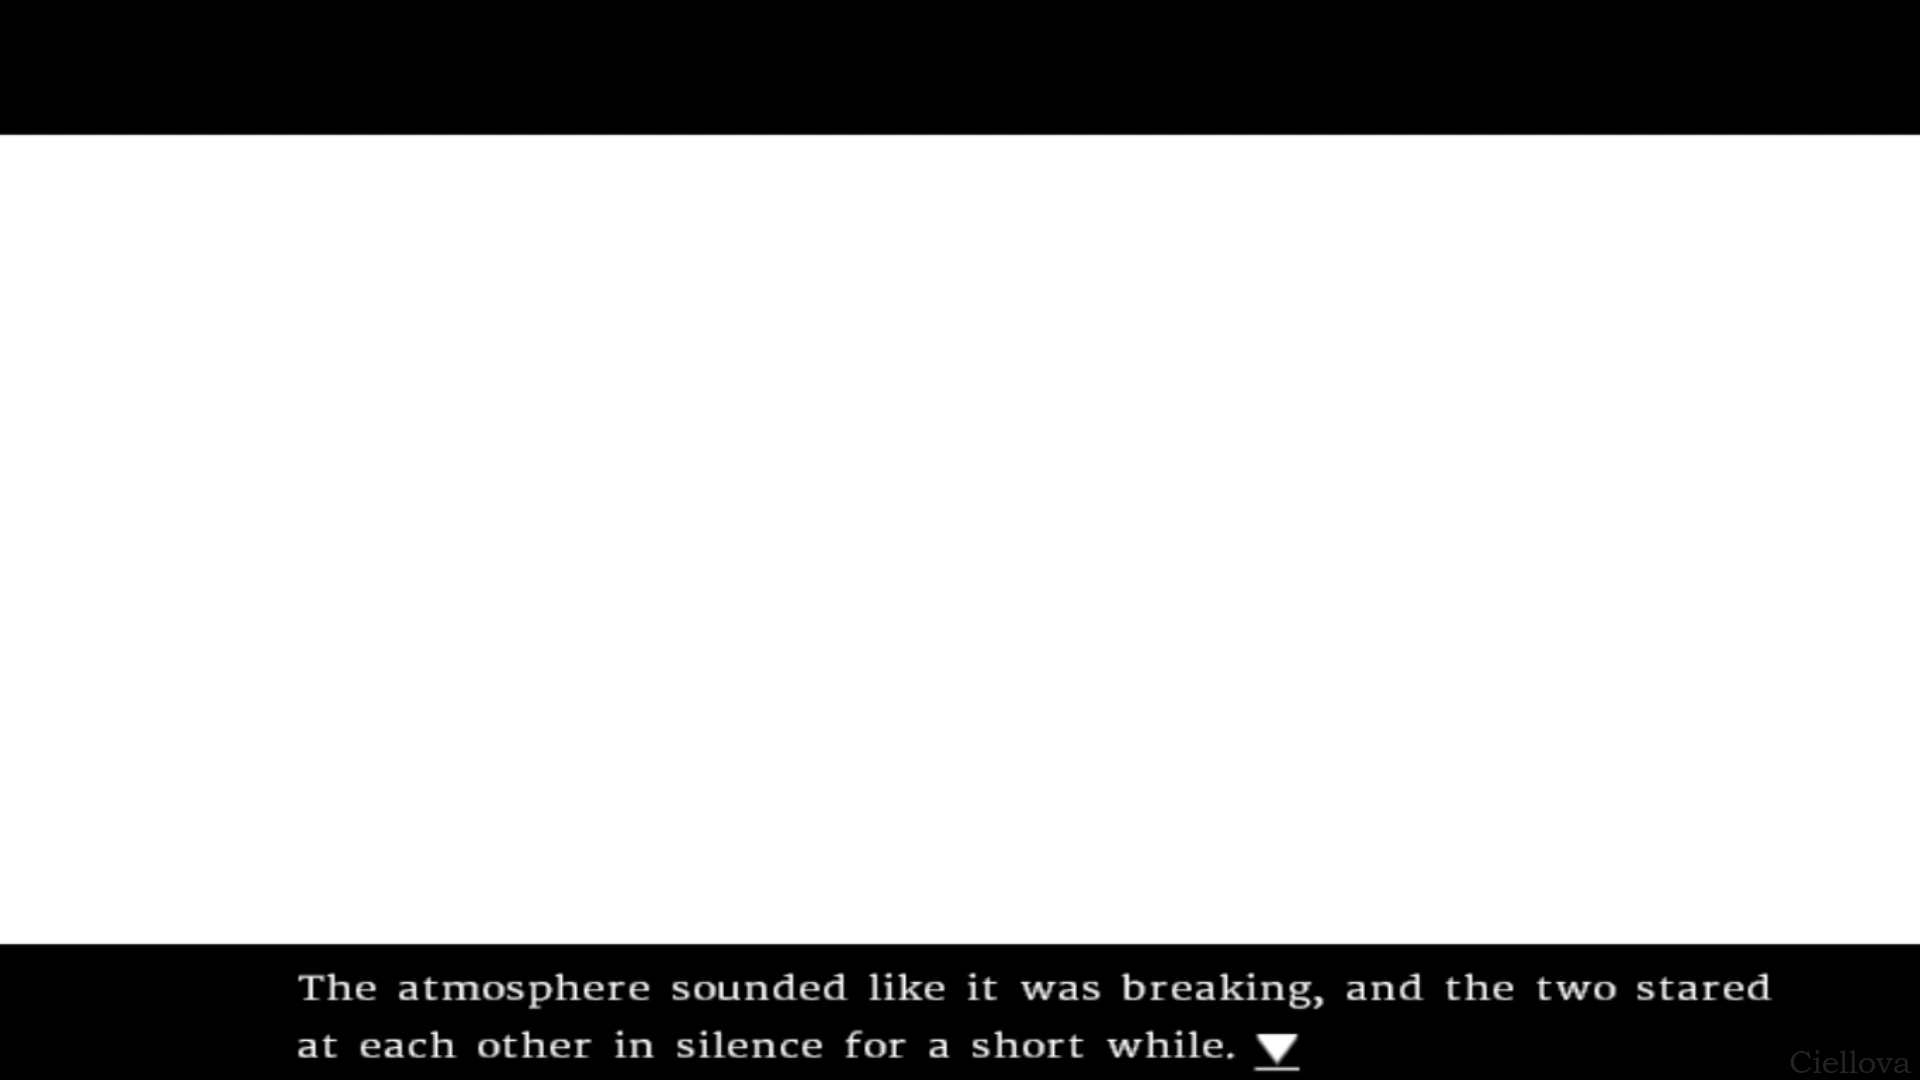 The atmosphere sounded like it was breaking, and the two stared
at each other in silence for a short while.
Ciellova